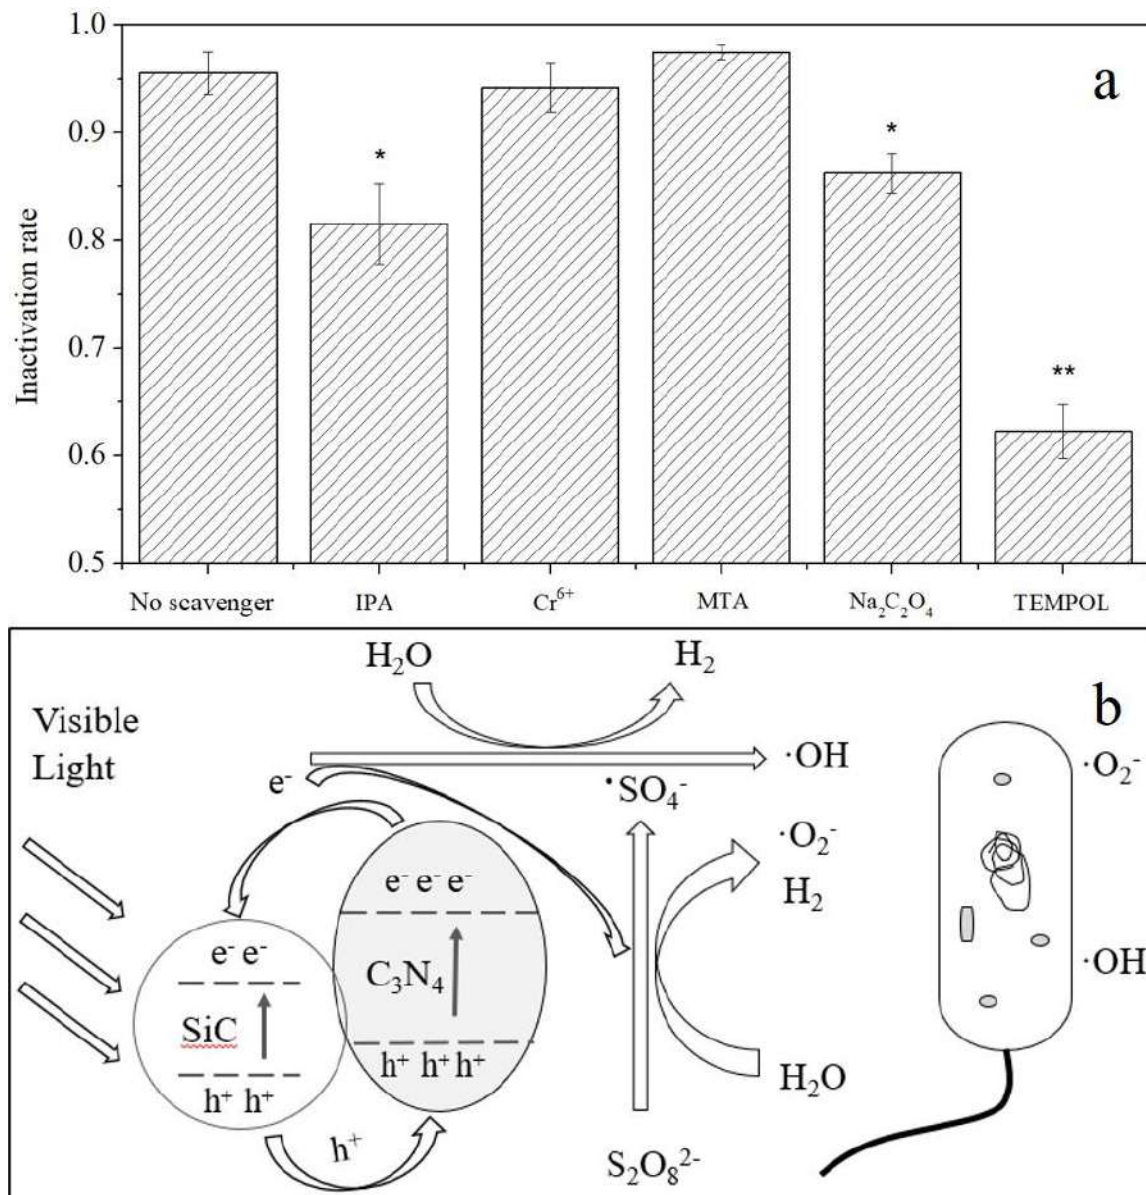 a
Inactivation rate
1.0
0.9
0.8
0.7
0.6
0.5
*
*
**
No scavenger
IPA
Cr⁶⁺
MTA
Na₂C₂O₄
TEMPOL
b
H₂O
H₂
Visible
Light
e⁻
·OH
•SO₄⁻
·O₂⁻
·O₂⁻
H₂
e⁻ e⁻ e⁻
C₃N₄
h⁺ h⁺ h⁺
e⁻ e⁻
SiC
h⁺ h⁺
h⁺
·OH
H₂O
S₂O₈²⁻